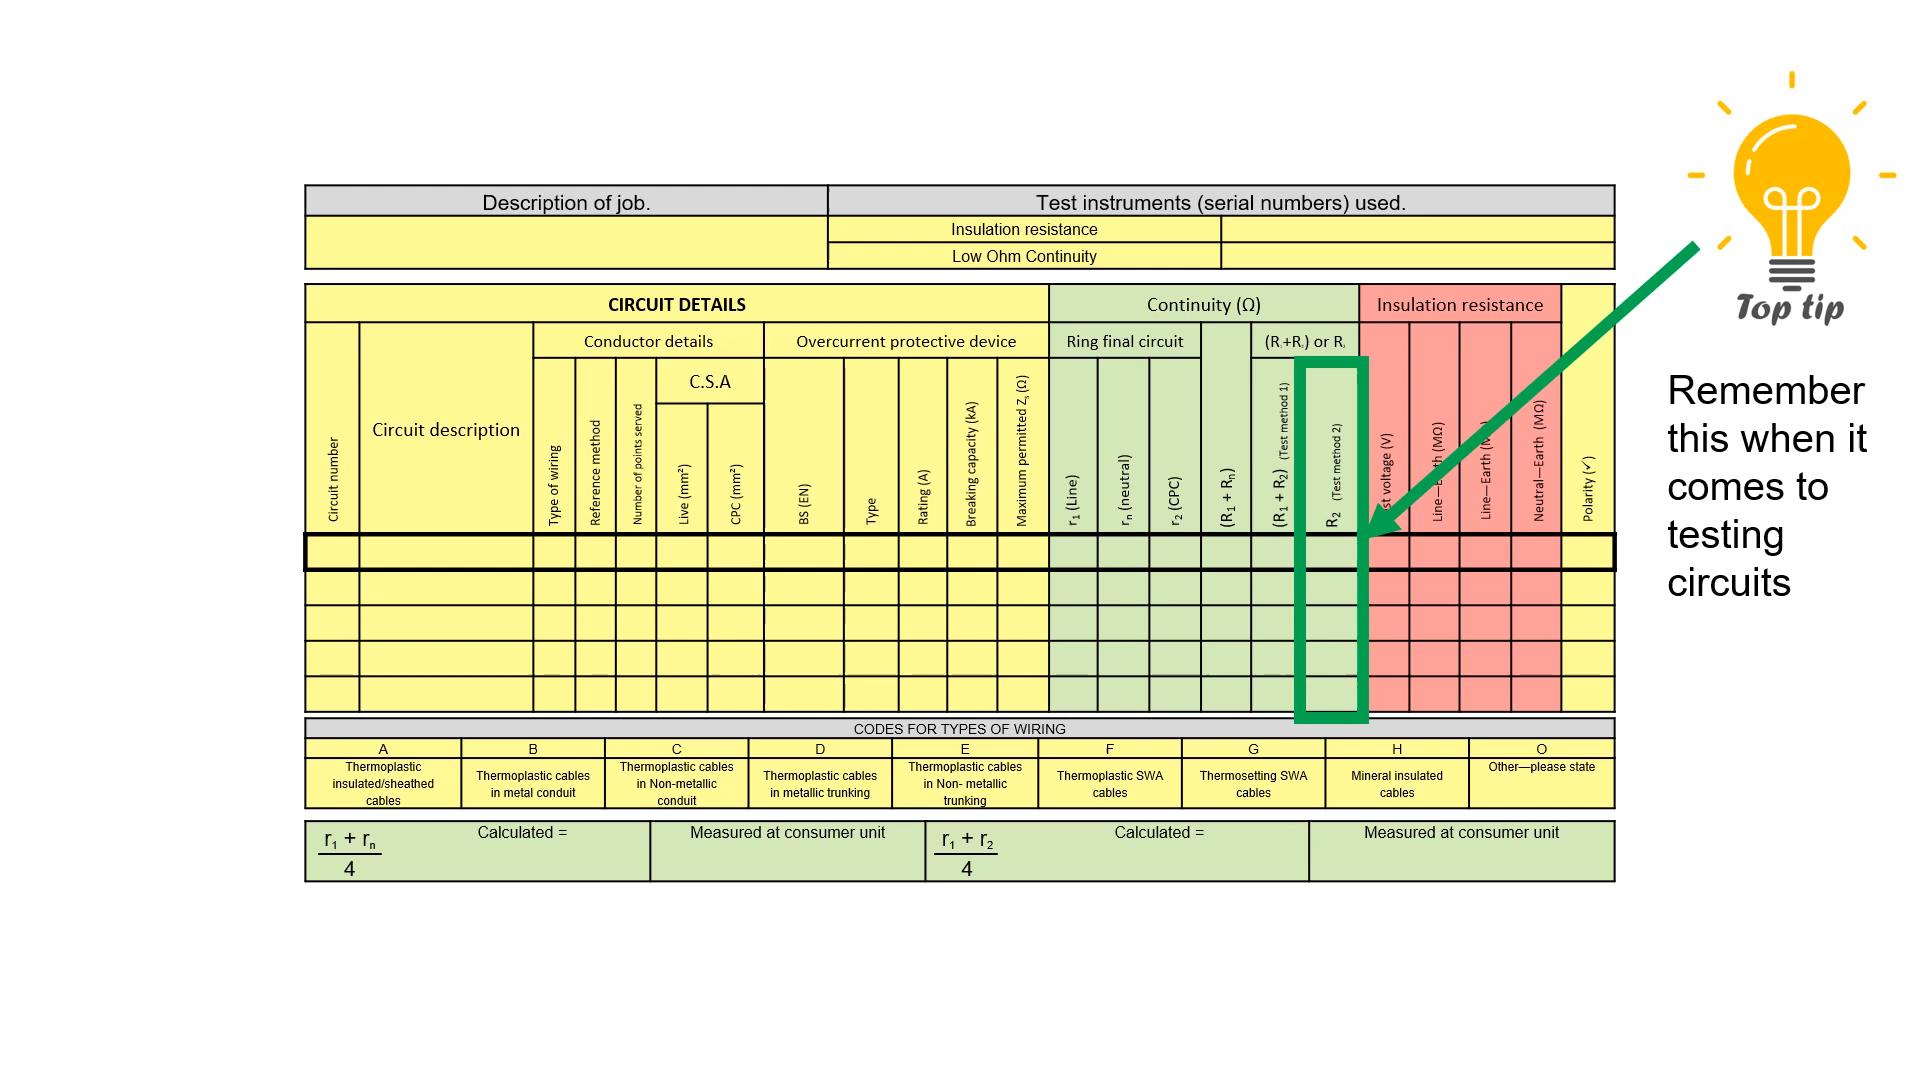 Description of job.
Test instruments (serial numbers) used.
Insulation resistance
Low Ohm Continuity
CIRCUIT DETAILS
Continuity (Ω)
Insulation resistance
Conductor details
Overcurrent protective device
Ring final circuit
C.S.A
Circuit number
Circuit description
Type of wiring
Reference method
Number of points served
Live (mm²)
CPC (mm²)
BS (EN)
Type
Rating (A)
Breaking capacity (kA)
Maximum permitted Zs (Ω)
r₁ (Line)
rₙ (neutral)
r₂ (CPC)
(R₁ + Rₙ)
(R₁ + R₂) (Test method 1)
R₂ (Test method 2)
voltage (V)
Line—Earth (MΩ)
Neutral—Earth (MΩ)
Polarity (✓)
CODES FOR TYPES OF WIRING
A B C D E F G H O
Thermoplastic
insulated/sheathed
cables
Thermoplastic cables
in metal conduit
Thermoplastic cables
in Non-metallic
conduit
Thermoplastic cables
in metallic trunking
Thermoplastic cables
in Non- metallic
trunking
Thermoplastic SWA
cables
Thermosetting SWA
cables
Mineral insulated
cables
Other—please state
r₁ + rₙ
4
Calculated =
Measured at consumer unit
r₁ + r₂
4
Calculated =
Measured at consumer unit
Top tip
Remember
this when it
comes to
testing
circuits